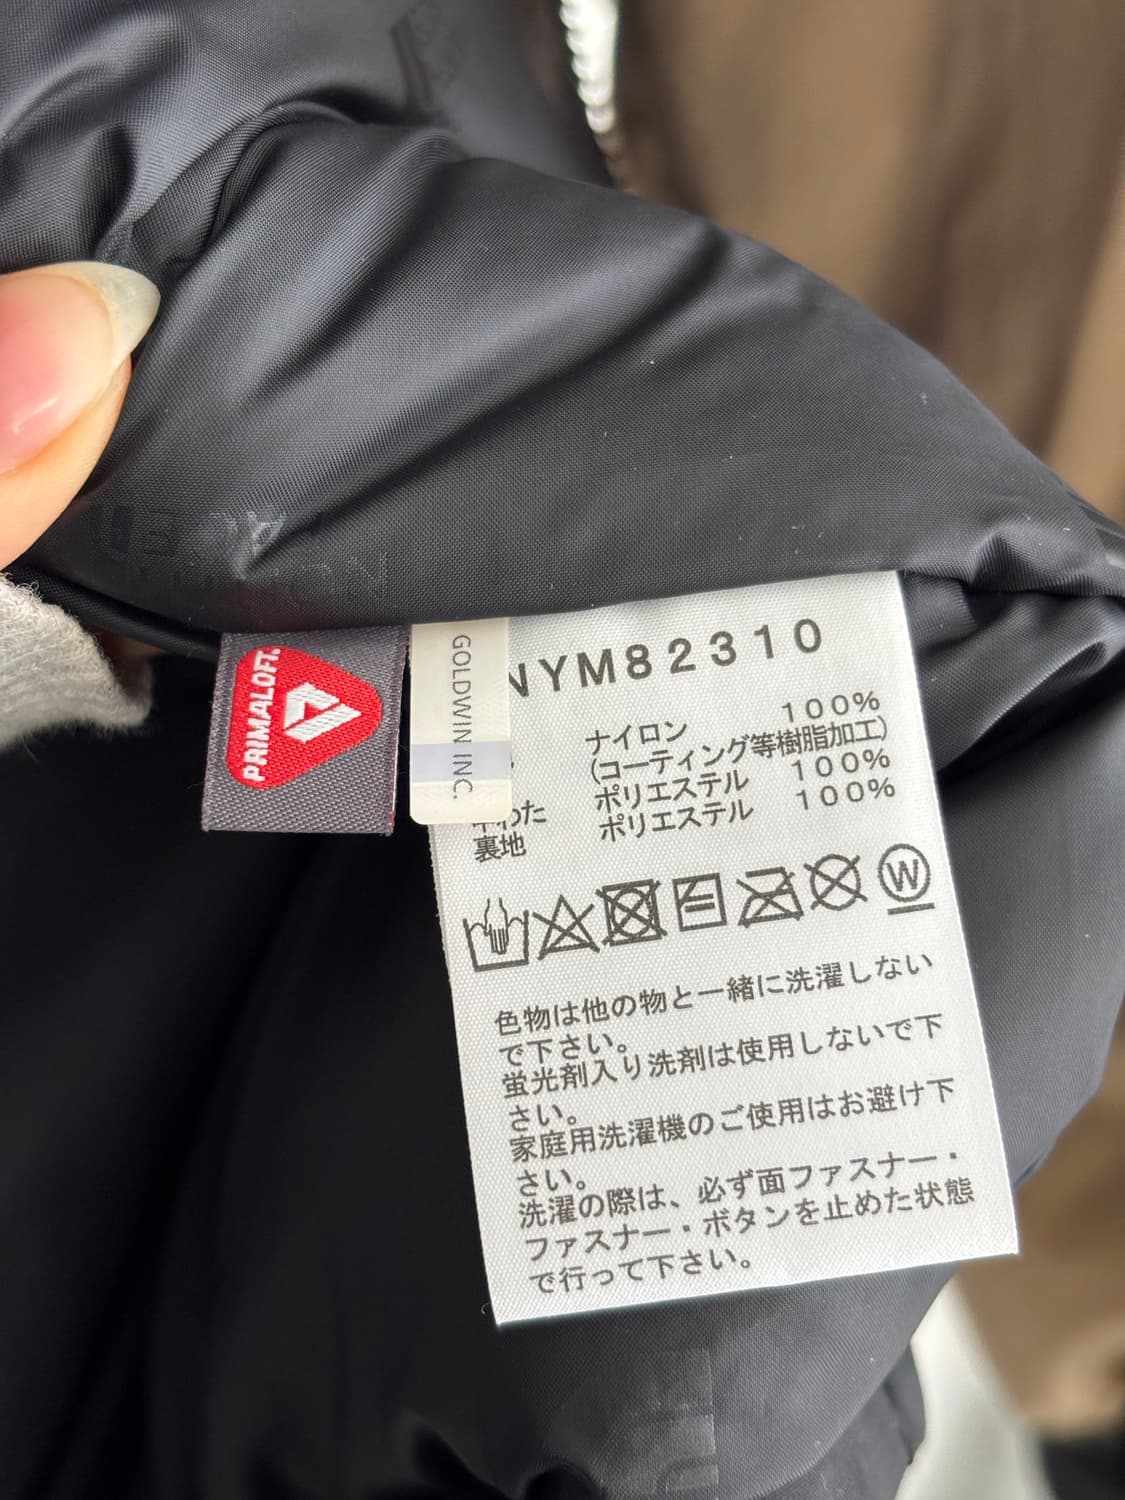 PRIMALOFT
GOLDWIN INC.
NYM82310
ナイロン 100%
(コーティング等樹脂加工)
中わた ポリエステル 100%
裏地 ポリエステル 100%
W
色物は他の物と一緒に洗濯しない
で下さい。
蛍光剤入り洗剤は使用しないで下
さい。
家庭用洗濯機のご使用はお避け下
さい。
洗濯の際は、必ず面ファスナー・
ファスナー・ボタンを止めた状態
で行って下さい。